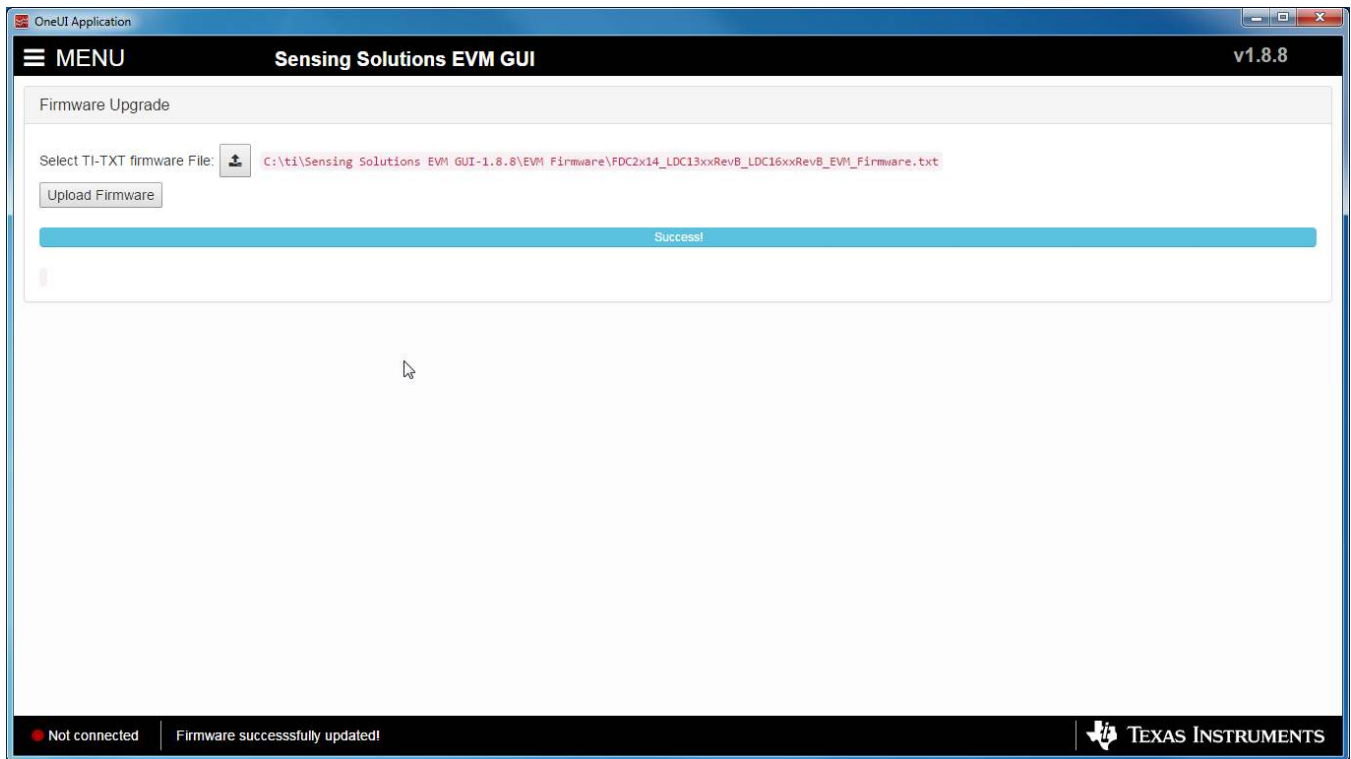 OneUI Application
MENU
Sensing Solutions EVM GUI
v1.8.8
Firmware Upgrade
Select TI-TXT firmware File: C:\ti\Sensing Solutions EVM GUI-1.8.8\EVM Firmware\FDC2x14_LDC13xxRevB_LDC16xxRevB_EVM_Firmware.txt
Upload Firmware
Success!
Not connected
Firmware successsfully updated!
TEXAS INSTRUMENTS